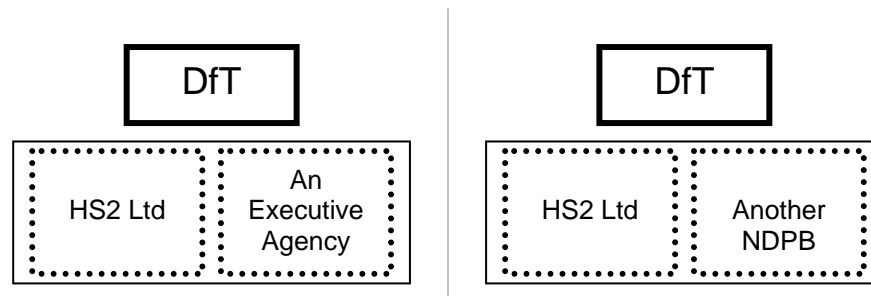 DfT
HS2 Ltd
An
Executive
Agency
DfT
HS2 Ltd
Another
NDPB